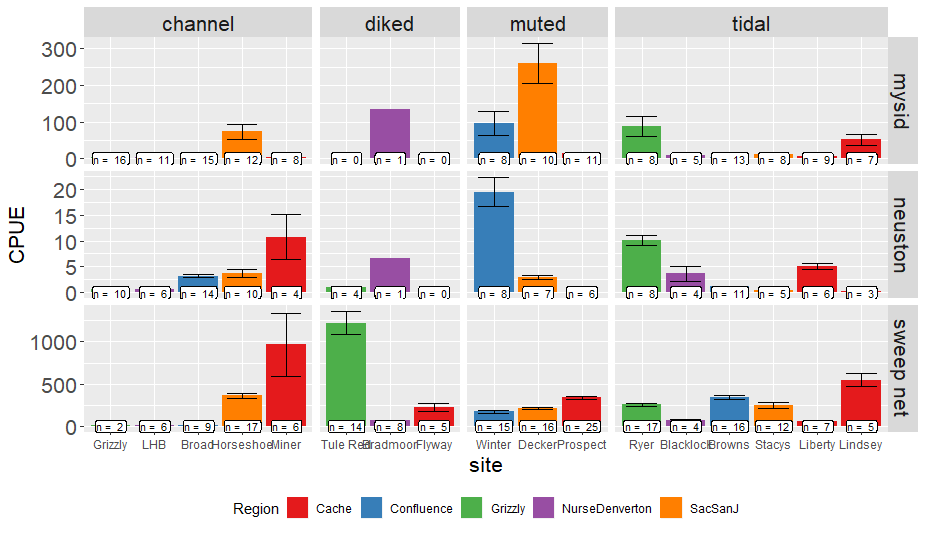 channel diked muted tidal
300
200
100
0
n = 16 n = 11 n = 15 n = 12 n = 8 n = 0 n = 1 n = 0 n = 8 n = 10 n = 11 n = 8 n = 5 n = 13 n = 8 n = 9 n = 7
mysid
20
15
10
5
0
n = 10 n = 6 n = 14 n = 10 n = 4 n = 4 n = 1 n = 0 n = 8 n = 7 n = 6 n = 8 n = 4 n = 11 n = 5 n = 6 n = 3
neuston
CPUE
1000
500
0
n = 2 n = 6 n = 9 n = 17 n = 6 n = 14 n = 8 n = 5 n = 15 n = 16 n = 25 n = 17 n = 4 n = 16 n = 12 n = 7 n = 5
sweep net
Grizzly LHB Broad Horseshoe Miner Tule Red Bradmoor Flyway Winter Decker Prospect Ryer Blacklock Browns Stacys Liberty Lindsey
site
Region Cache Confluence Grizzly NurseDenverton SacSanJ